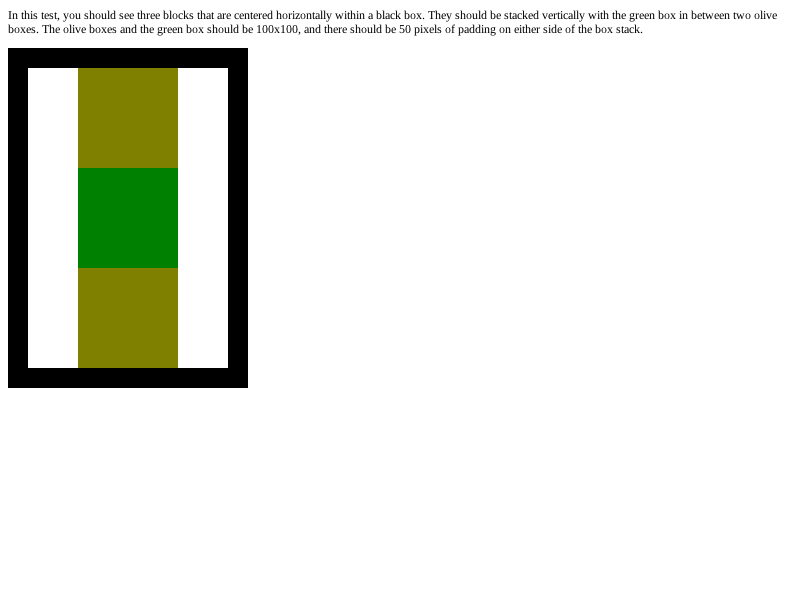 In this test, you should see three blocks that are centered horizontally within a black box. They should be stacked vertically with the green box in between two olive
boxes. The olive boxes and the green box should be 100x100, and there should be 50 pixels of padding on either side of the box stack.